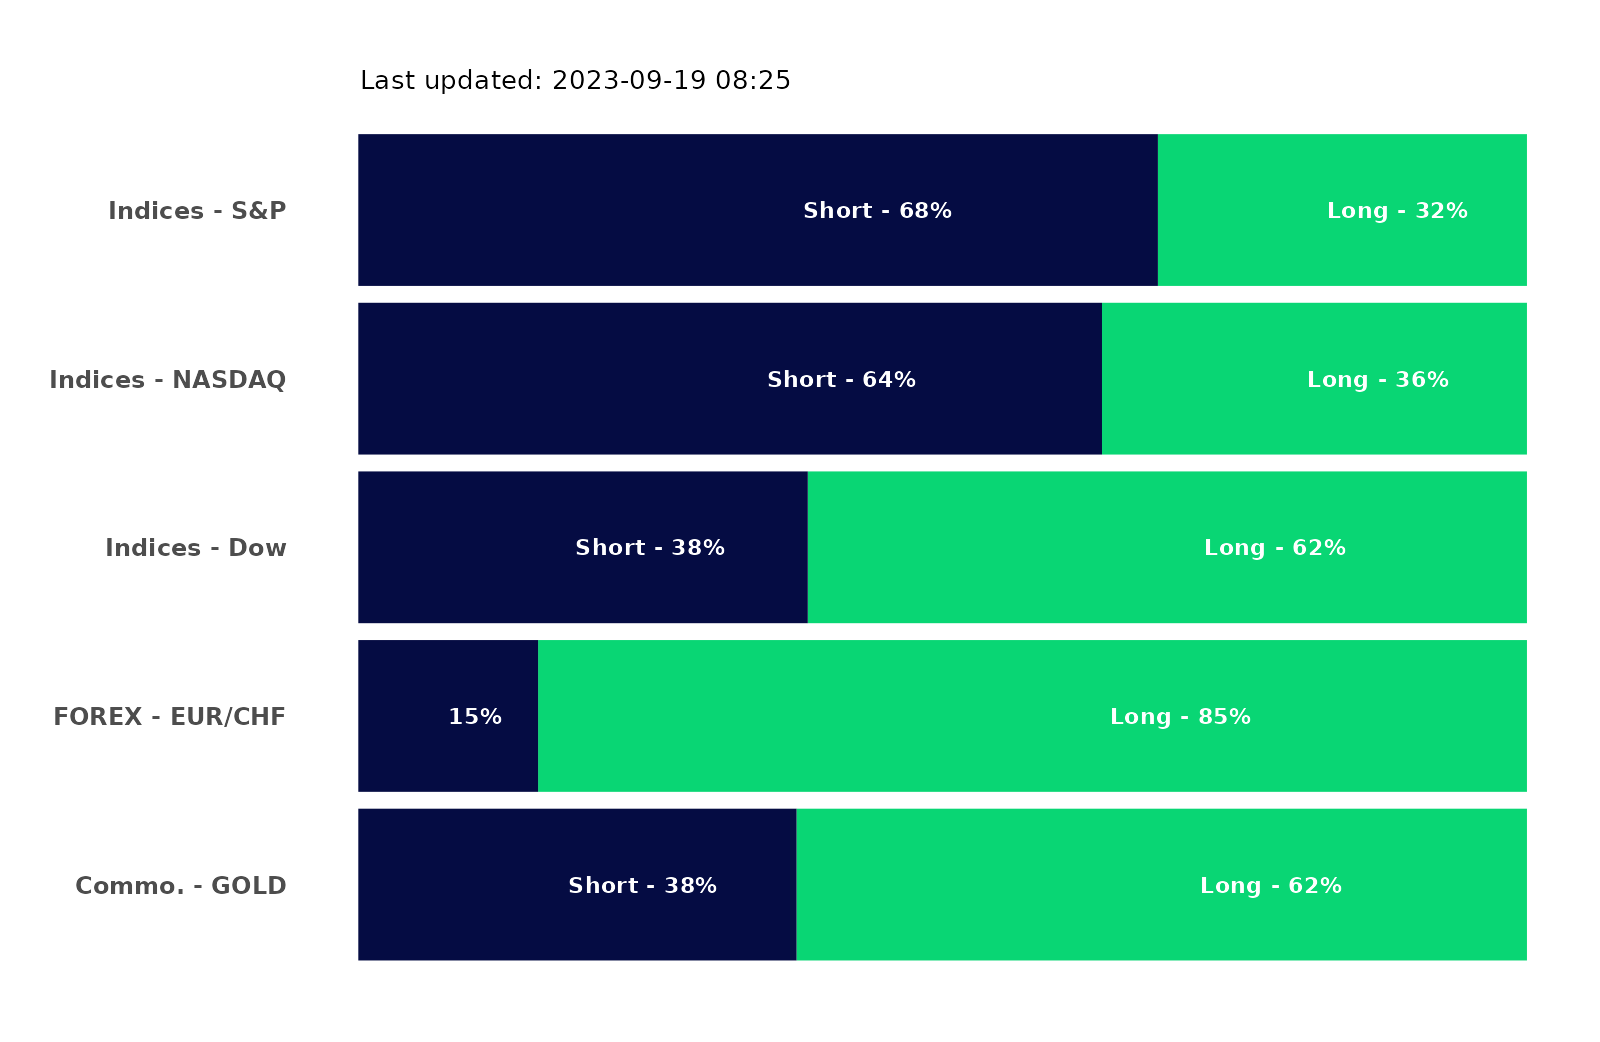 Last updated: 2023-09-19 08:25
Indices - S&P Short - 68% Long - 32%
Indices - NASDAQ Short - 64% Long - 36%
Indices - Dow Short - 38% Long - 62%
FOREX - EUR/CHF 15% Long - 85%
Commo. - GOLD Short - 38% Long - 62%